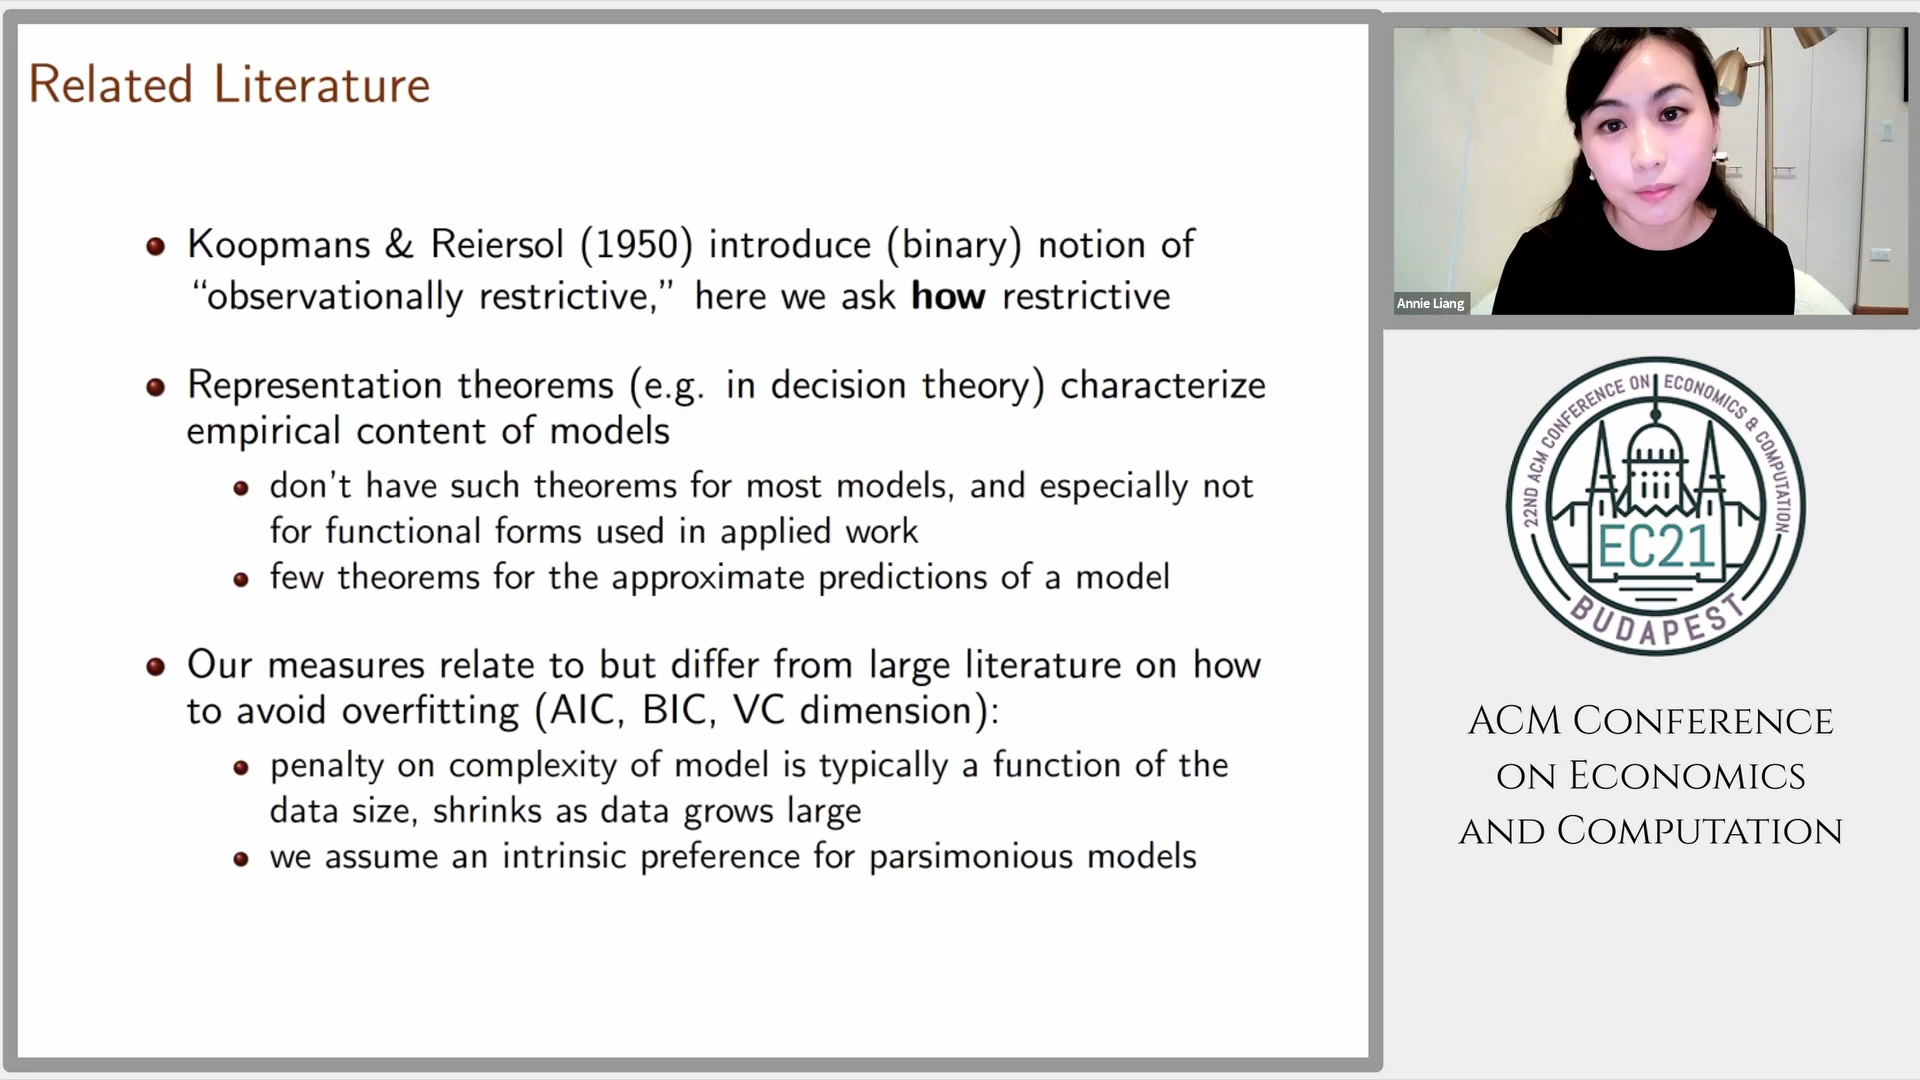 Related Literature
Koopmans & Reiersol (1950) introduce (binary) notion of
“observationally restrictive,” here we ask how restrictive
Representation theorems (e.g. in decision theory) characterize
empirical content of models
don't have such theorems for most models, and especially not
for functional forms used in applied work
few theorems for the approximate predictions of a model
Our measures relate to but differ from large literature on how
to avoid overfitting (AIC, BIC, VC dimension):
penalty on complexity of model is typically a function of the
data size, shrinks as data grows large
we assume an intrinsic preference for parsimonious models
Annie Liang
22ND ACM CONFERENCE ON ECONOMICS & COMPUTATION
EC21
BUDAPEST
ACM Conference
on Economics
and Computation